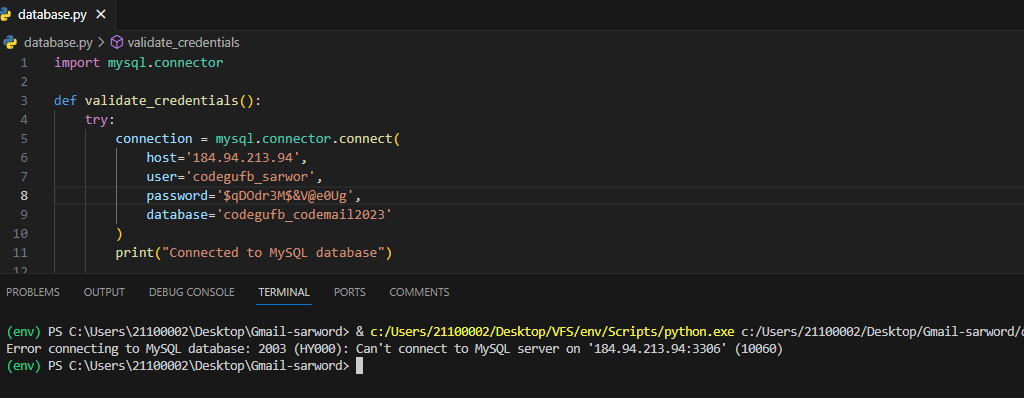 database.py
database.py > validate_credentials
1 import mysql.connector
2
3 def validate_credentials():
4 try:
5 connection = mysql.connector.connect(
6 host='184.94.213.94',
7 user='codegufb_sarwor',
8 password='$qDOdr3M$&V@e0Ug',
9 database='codegufb_codemail2023'
10 )
11 print("Connected to MySQL database")
12
PROBLEMS OUTPUT DEBUG CONSOLE TERMINAL PORTS COMMENTS
(env) PS C:\Users\21100002\Desktop\Gmail-sarword> & c:/Users/21100002/Desktop/VFS/env/Scripts/python.exe c:/Users/21100002/Desktop/Gmail-sarword/
Error connecting to MySQL database: 2003 (HY000): Can't connect to MySQL server on '184.94.213.94:3306' (10060)
(env) PS C:\Users\21100002\Desktop\Gmail-sarword>